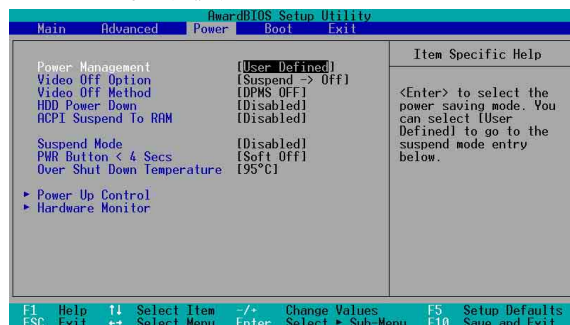 AwardBIOS Setup Utility
Main Advanced Power Boot Exit
Item Specific Help
Power Management [User Defined]
Video Off Option [Suspend -> Off]
Video Off Method [DPMS OFF]
HDD Power Down [Disabled]
ACPI Suspend To RAM [Disabled]
Suspend Mode [Disabled]
PWR Button < 4 Secs [Soft Off]
Over Shut Down Temperature [95°C]
► Power Up Control
► Hardware Monitor
<Enter> to select the
power saving mode. You
can select [User
Defined] to go to the
suspend mode entry
below.
F1 Help ↑↓ Select Item -/+ Change Values F5 Setup Defaults
ESC Exit ←→ Select Menu Enter Select ► Sub-Menu F10 Save and Exit